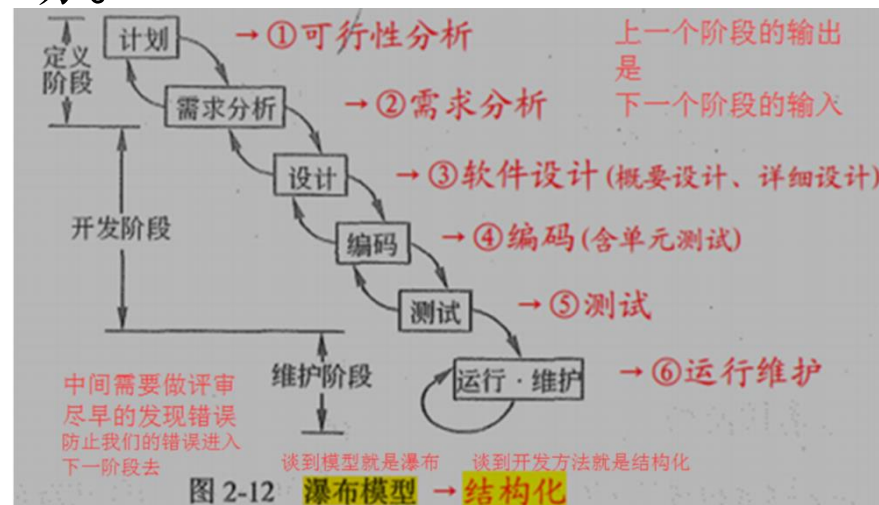 计划 → ①可行性分析
上一个阶段的输出
是
下一个阶段的输入
定义
阶段
需求分析 → ②需求分析
设计 → ③软件设计(概要设计、详细设计)
开发阶段
编码 → ④编码(含单元测试)
测试 → ⑤测试
维护阶段
运行·维护 → ⑥运行维护
中间需要做评审
尽早的发现错误
防止我们的错误进入
下一阶段去
谈到模型就是瀑布 谈到开发方法就是结构化
图 2-12 瀑布模型 → 结构化